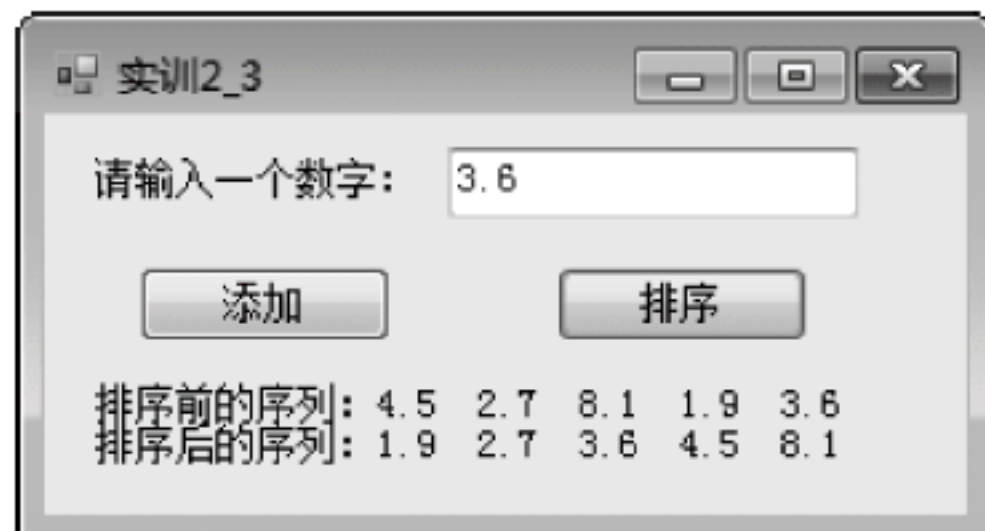 实训2_3
请输入一个数字: 3.6
添加 排序
排序前的序列: 4.5 2.7 8.1 1.9 3.6
排序后的序列: 1.9 2.7 3.6 4.5 8.1